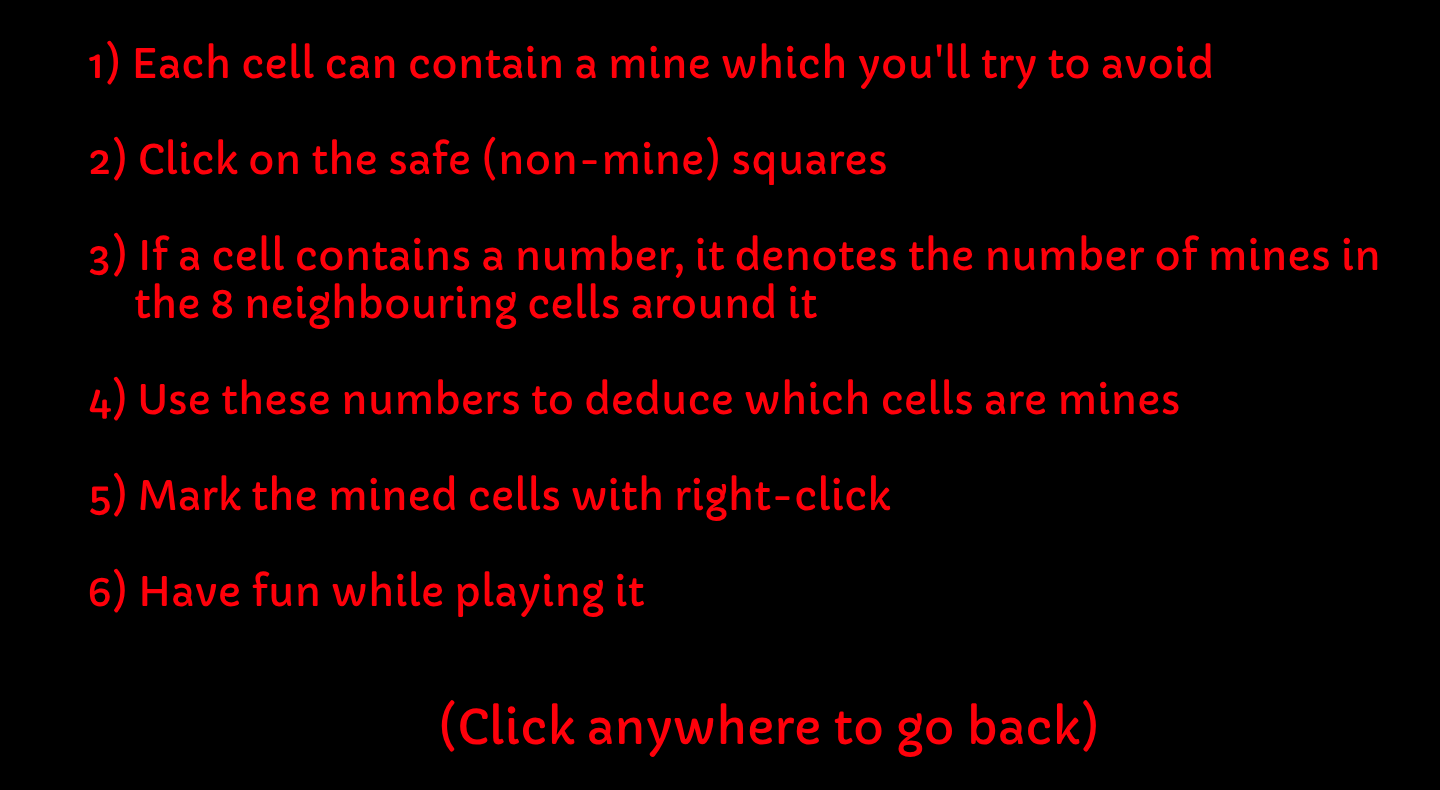 1) Each cell can contain a mine which you'll try to avoid
2) Click on the safe (non-mine) squares
3) If a cell contains a number, it denotes the number of mines in
the 8 neighbouring cells around it
4) Use these numbers to deduce which cells are mines
5) Mark the mined cells with right-click
6) Have fun while playing it
(Click anywhere to go back)